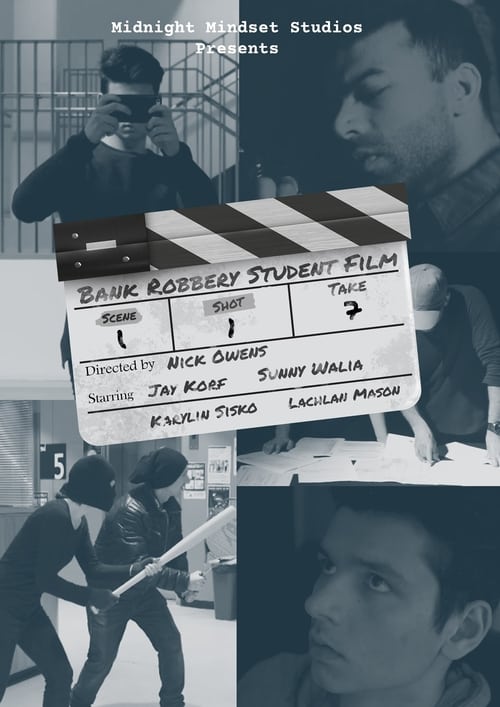 Midnight Mindset Studios
Presents
Bank Robbery Student Film
Scene Shot Take
1 1 7
Directed by Nick Owens
Starring Jay Korf Sunny Walia
Karylin Sisko Lachlan Mason
5